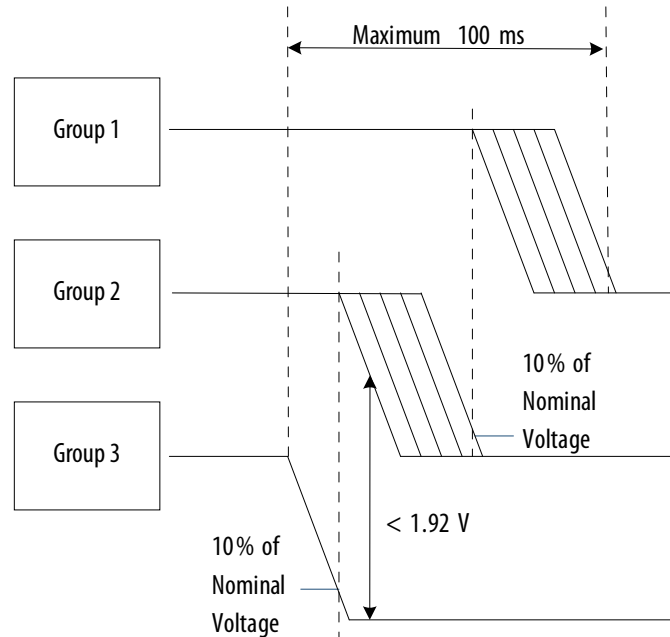 Maximum 100 ms
Group 1
Group 2
10% of
Nominal
Voltage
Group 3
< 1.92 V
10% of
Nominal
Voltage